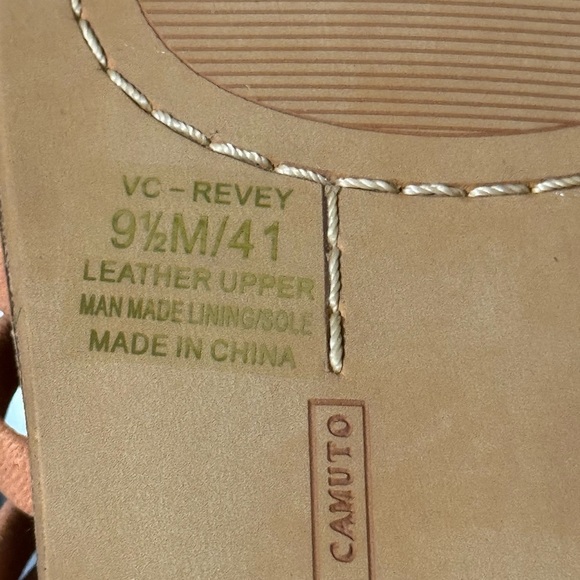 VC – REVEY
9½M/41
LEATHER UPPER
MAN MADE LINING/SOLE
MADE IN CHINA
CAMUTO